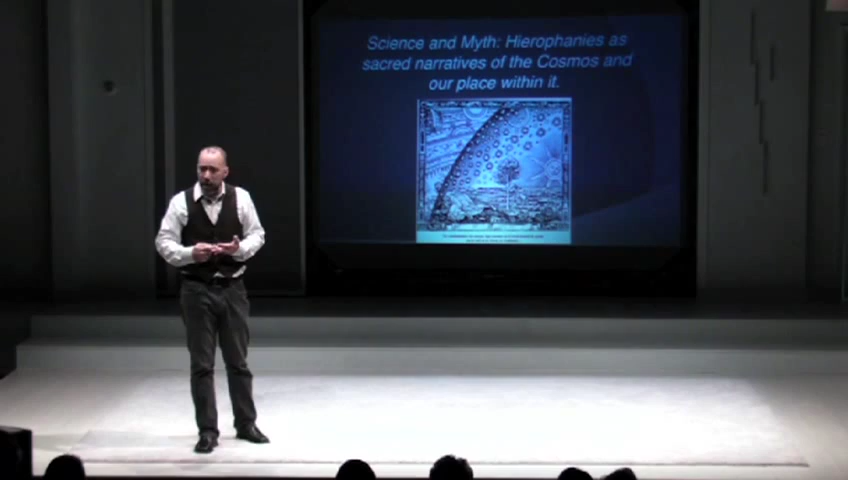 Science and Myth: Hierophanies as
sacred narratives of the Cosmos and
our place within it.